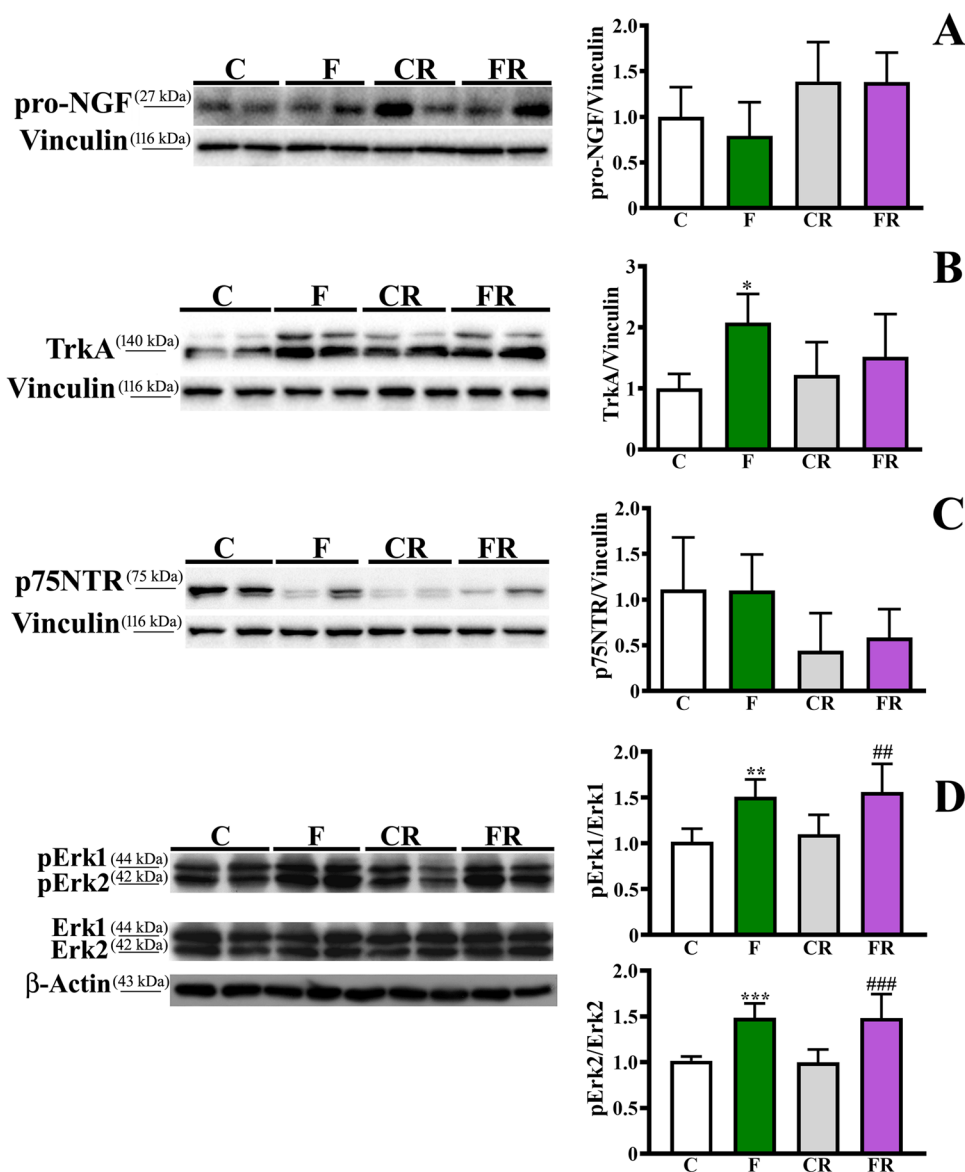 A
C F CR FR
pro-NGF (27 kDa)
Vinculin (116 kDa)
pro-NGF/Vinculin
2.0
1.5
1.0
0.5
0
C F CR FR
B
C F CR FR
TrkA (140 kDa)
Vinculin (116 kDa)
TrkA/Vinculin
3
2
1
0
*
C F CR FR
C
C F CR FR
p75NTR (75 kDa)
Vinculin (116 kDa)
p75NTR/Vinculin
2.0
1.5
1.0
0.5
0
C F CR FR
D
C F CR FR
pErk1 (44 kDa)
pErk2 (42 kDa)
Erk1 (44 kDa)
Erk2 (42 kDa)
β-Actin (43 kDa)
pErk1/Erk1
2.0
1.5
1.0
0.5
0
** ##
C F CR FR
pErk2/Erk2
2.0
1.5
1.0
0.5
0
*** ###
C F CR FR